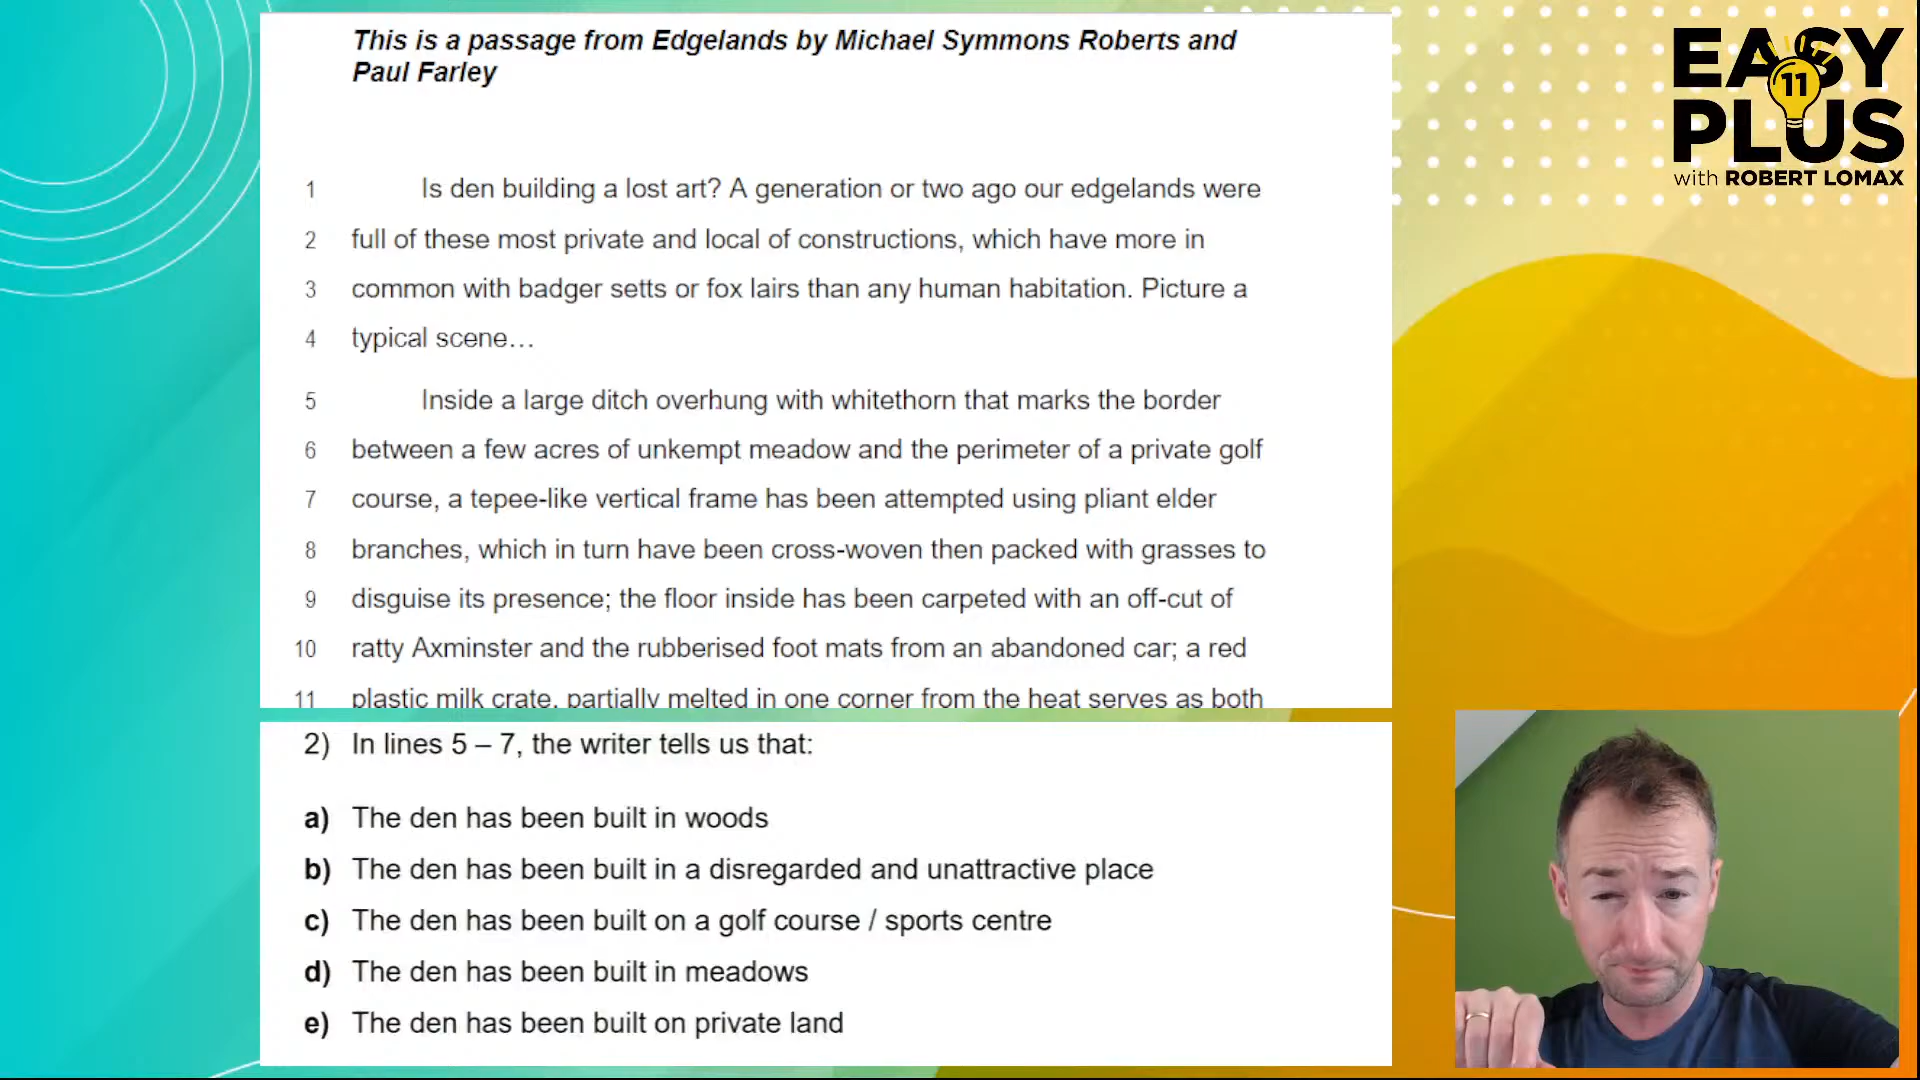 This is a passage from Edgelands by Michael Symmons Roberts and
Paul Farley
EASY
11
PLUS
with ROBERT LOMAX
1 Is den building a lost art? A generation or two ago our edgelands were
2 full of these most private and local of constructions, which have more in
3 common with badger setts or fox lairs than any human habitation. Picture a
4 typical scene…
5 Inside a large ditch overhung with whitethorn that marks the border
6 between a few acres of unkempt meadow and the perimeter of a private golf
7 course, a tepee-like vertical frame has been attempted using pliant elder
8 branches, which in turn have been cross-woven then packed with grasses to
9 disguise its presence; the floor inside has been carpeted with an off-cut of
10 ratty Axminster and the rubberised foot mats from an abandoned car; a red
11 plastic milk crate, partially melted in one corner from the heat serves as both
2) In lines 5 – 7, the writer tells us that:
a) The den has been built in woods
b) The den has been built in a disregarded and unattractive place
c) The den has been built on a golf course / sports centre
d) The den has been built in meadows
e) The den has been built on private land